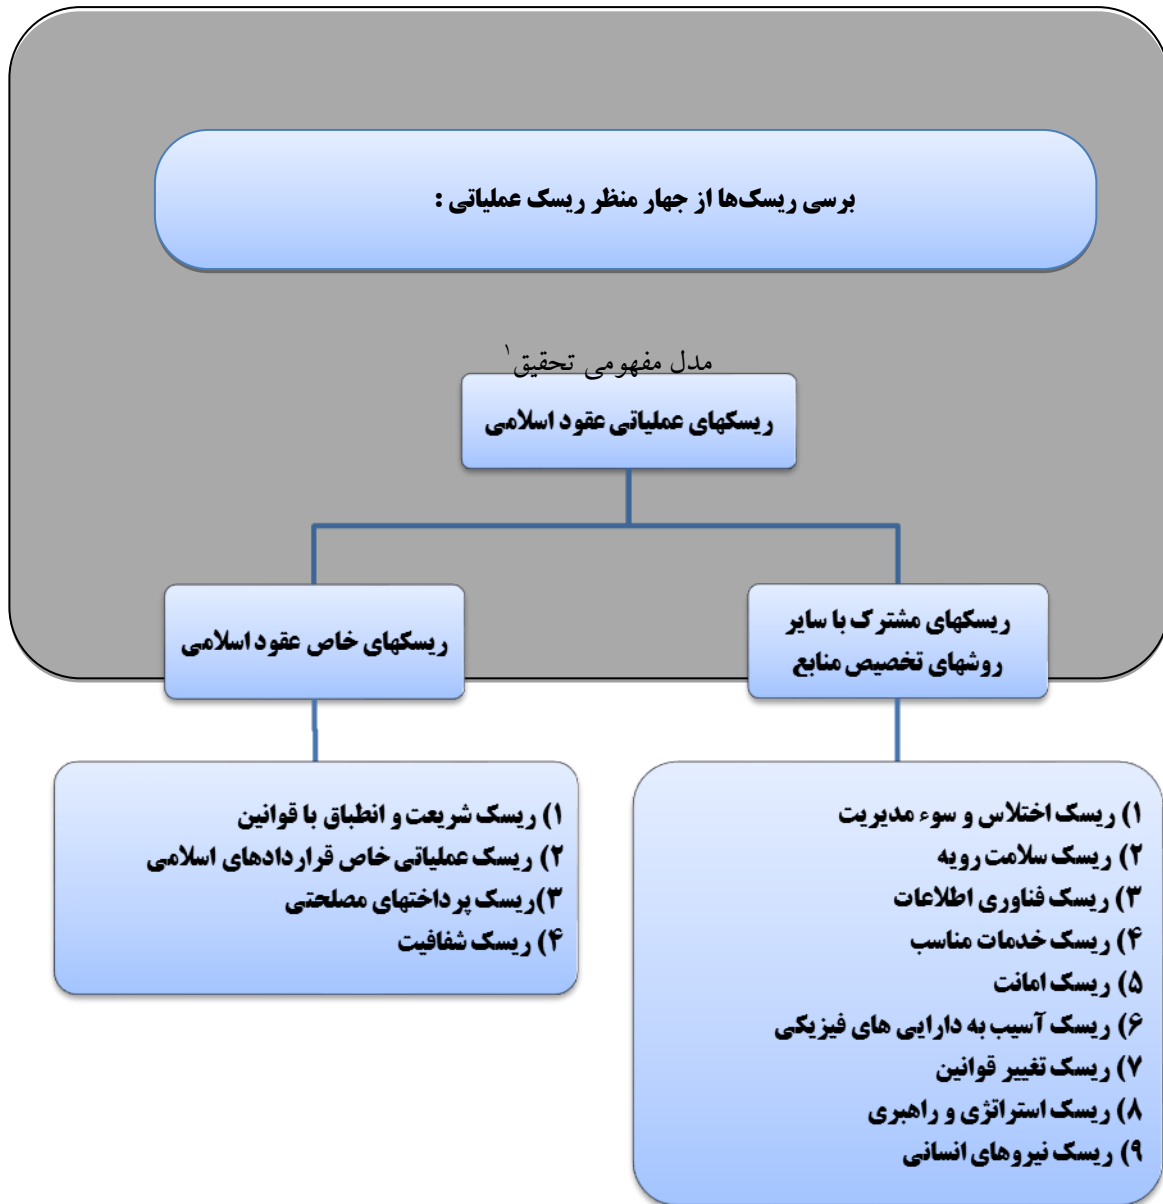 برسی ریسک‌ها از جهار منظر ریسک عملیاتی :
مدل مفهومی تحقیق۱
ریسکهای عملیاتی عقود اسلامی
ریسکهای مشترک با سایر
روشهای تخصیص منابع
ریسکهای خاص عقود اسلامی
۱) ریسک اختلاس و سوء مدیریت
۲) ریسک سلامت رویه
۳) ریسک فناوری اطلاعات
۴) ریسک خدمات مناسب
۵) ریسک امانت
۶) ریسک آسیب به دارایی های فیزیکی
۷) ریسک تغییر قوانین
۸) ریسک استراتژی و راهبری
۹) ریسک نیروهای انسانی
۱) ریسک شریعت و انطباق با قوانین
۲) ریسک عملیاتی خاص قراردادهای اسلامی
۳)ریسک پرداختهای مصلحتی
۴) ریسک شفافیت